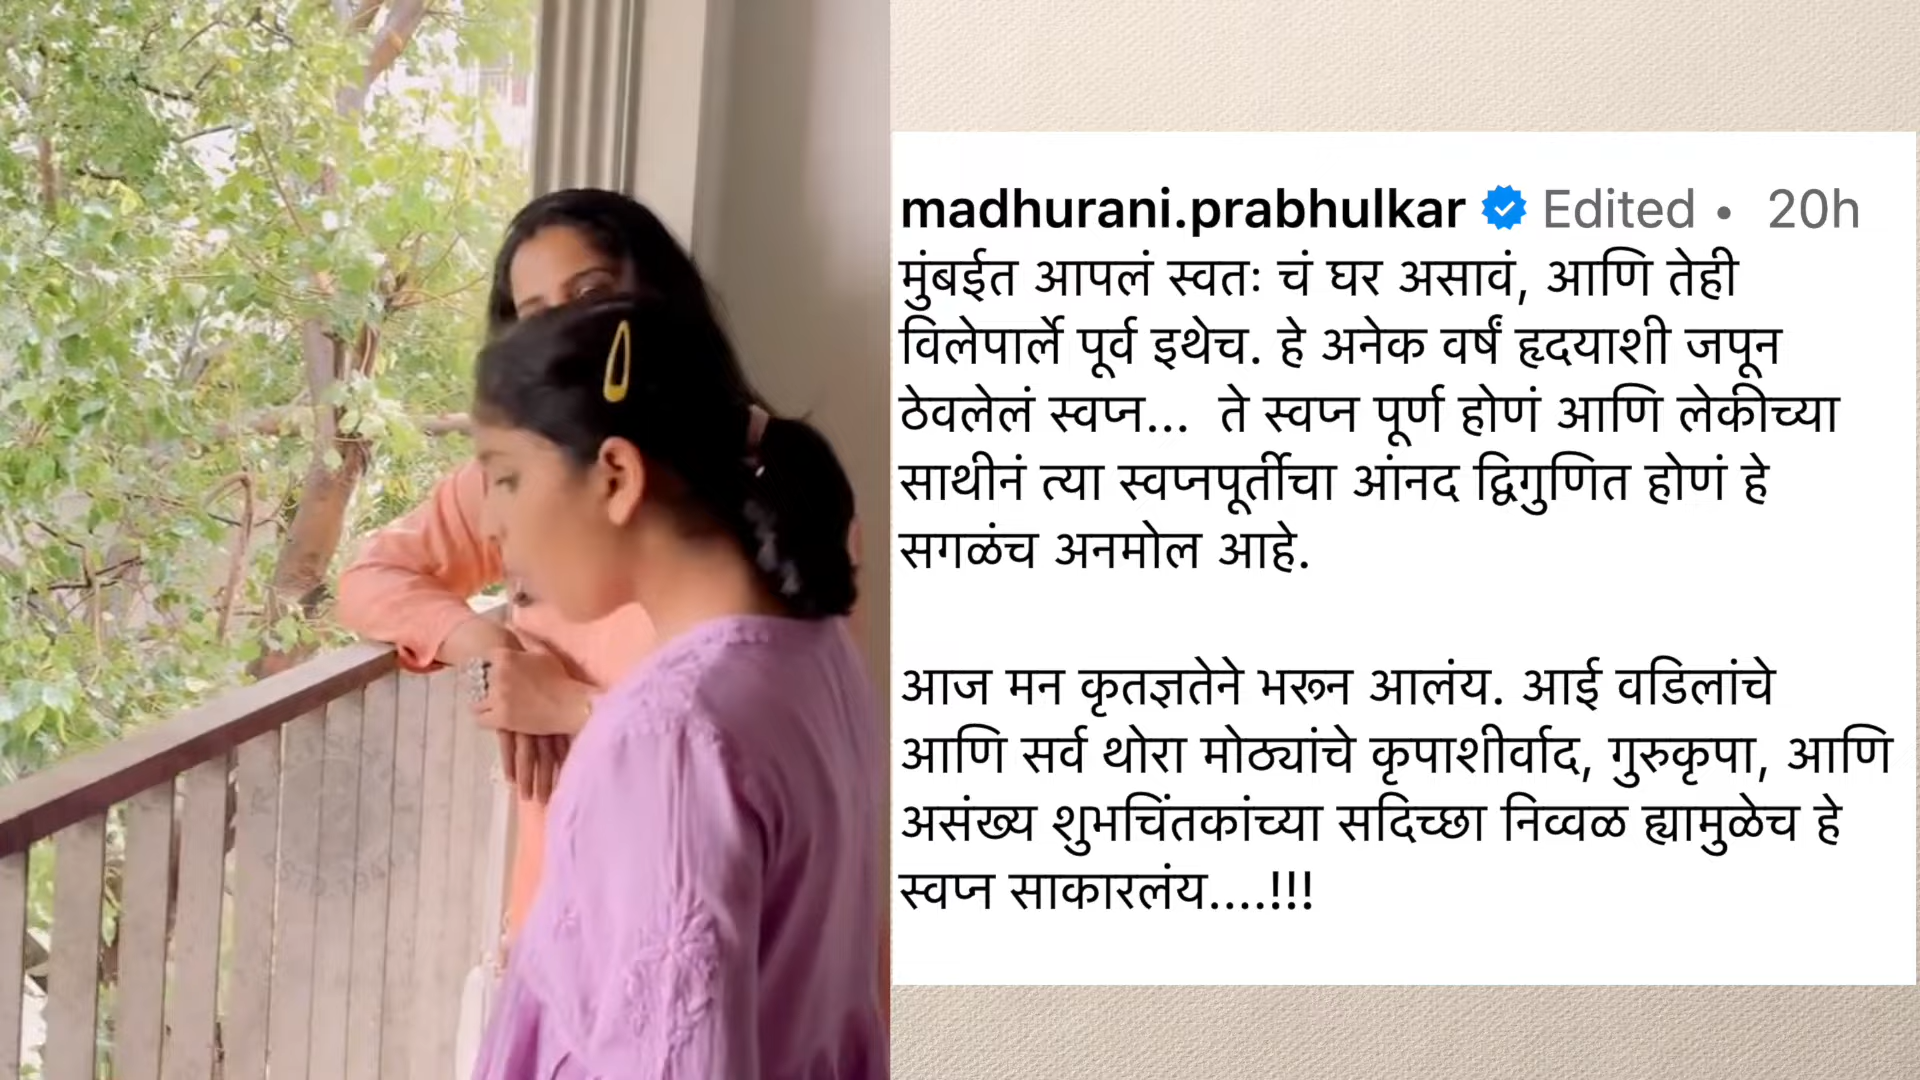 madhurani.prabhulkar Edited • 20h
मुंबईत आपलं स्वतः चं घर असावं, आणि तेही
विलेपार्ले पूर्व इथेच. हे अनेक वर्षं हृदयाशी जपून
ठेवलेलं स्वप्न... ते स्वप्न पूर्ण होणं आणि लेकीच्या
साथीनं त्या स्वप्नपूर्तीचा आंनद द्विगुणित होणं हे
सगळंच अनमोल आहे.
आज मन कृतज्ञतेने भरून आलंय. आई वडिलांचे
आणि सर्व थोरा मोठ्यांचे कृपाशीर्वाद, गुरुकृपा, आणि
असंख्य शुभचिंतकांच्या सदिच्छा निव्वळ ह्यामुळेच हे
स्वप्न साकारलंय....!!!